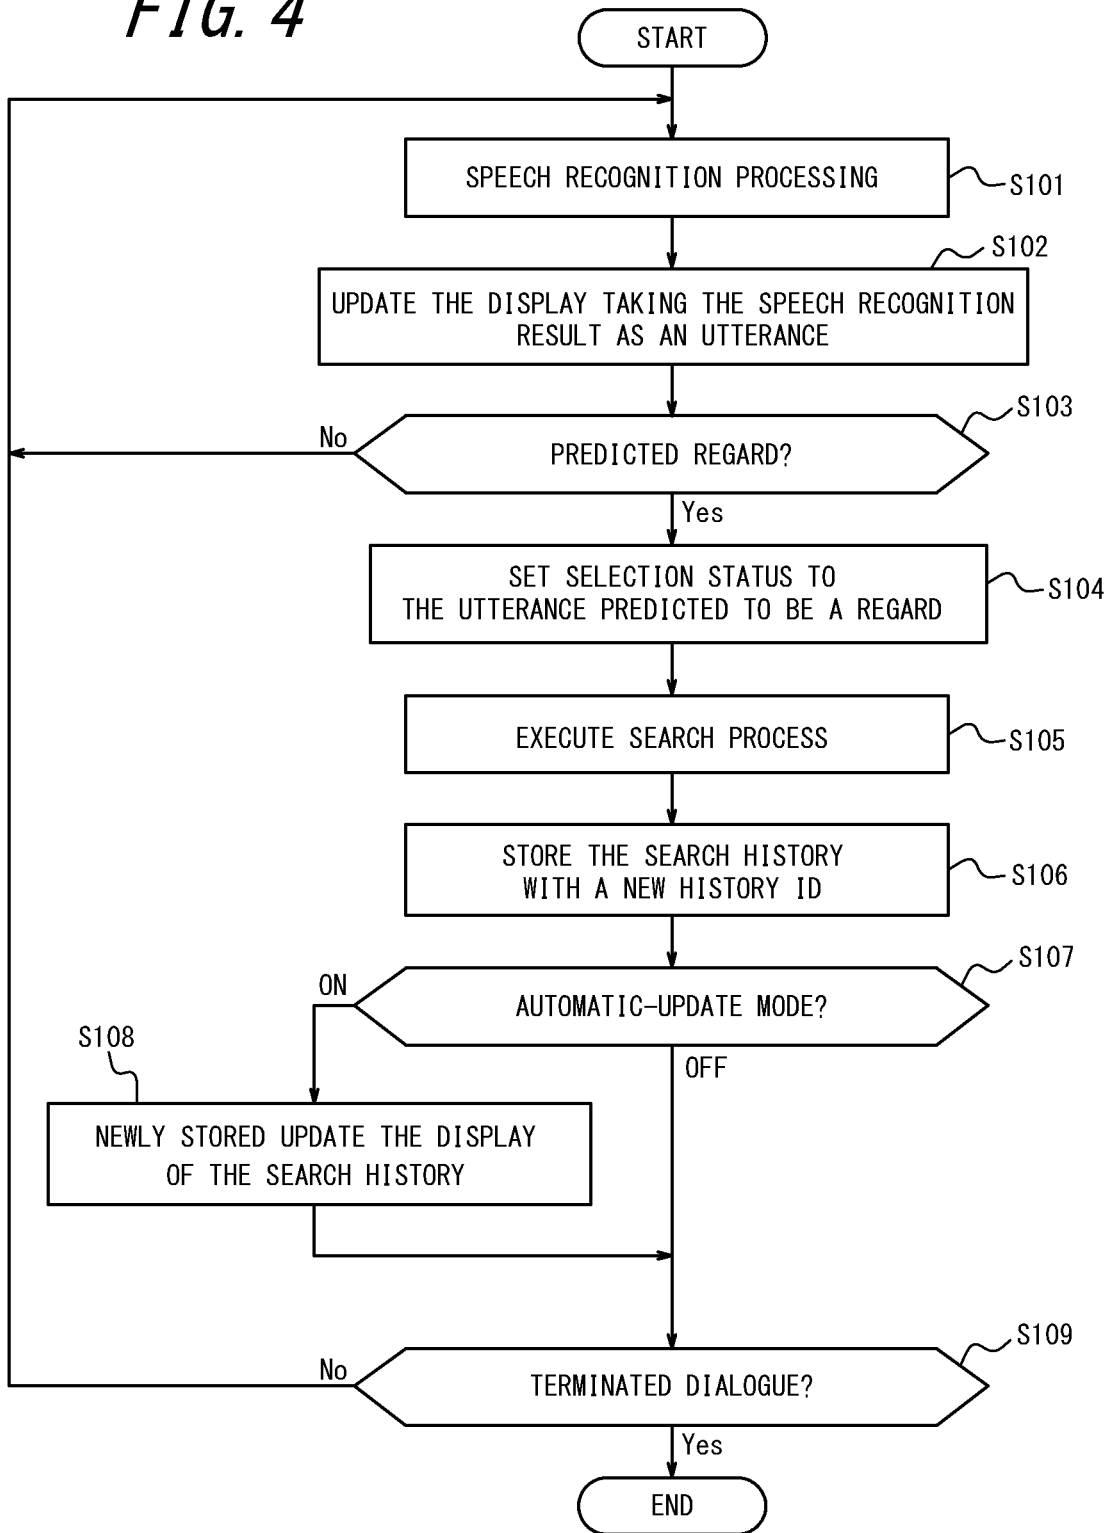 FIG. 4
START
SPEECH RECOGNITION PROCESSING
S101
S102
UPDATE THE DISPLAY TAKING THE SPEECH RECOGNITION
RESULT AS AN UTTERANCE
S103
No
PREDICTED REGARD?
Yes
SET SELECTION STATUS TO
THE UTTERANCE PREDICTED TO BE A REGARD
S104
EXECUTE SEARCH PROCESS
S105
STORE THE SEARCH HISTORY
WITH A NEW HISTORY ID
S106
S107
ON
AUTOMATIC-UPDATE MODE?
S108
OFF
NEWLY STORED UPDATE THE DISPLAY
OF THE SEARCH HISTORY
S109
No
TERMINATED DIALOGUE?
Yes
END